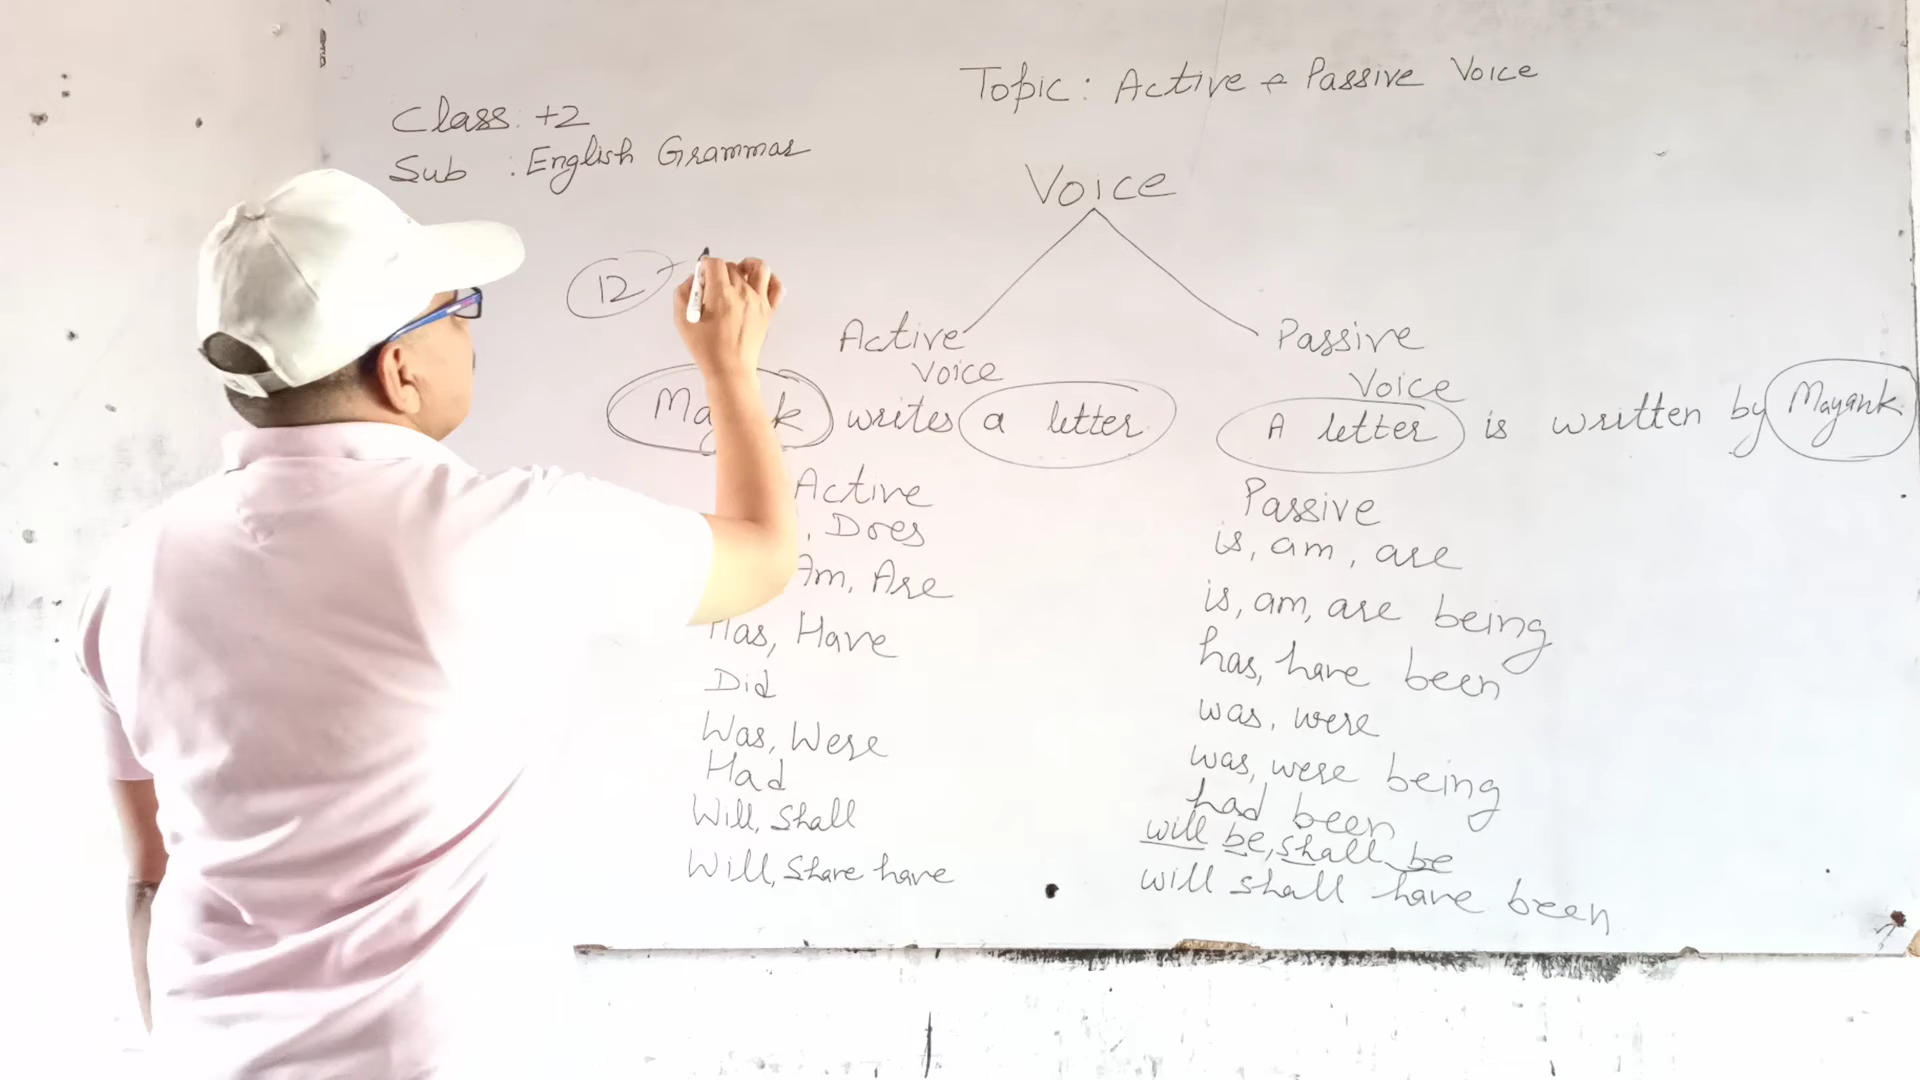 Topic: Active & Passive Voice
Class: +2
Sub : English Grammar
Voice
12
Active
Voice
Passive
Voice
writes a letter.
A letter is written by Mayank.
Active
Passive
, Does
is, am, are
Am, Are
is, am, are being
Has, Have
has, have been
Did
was, were
Was, Were
was, were being
Had
had been
Will, Shall
will be, shall be
Will, Share have
will shall have been